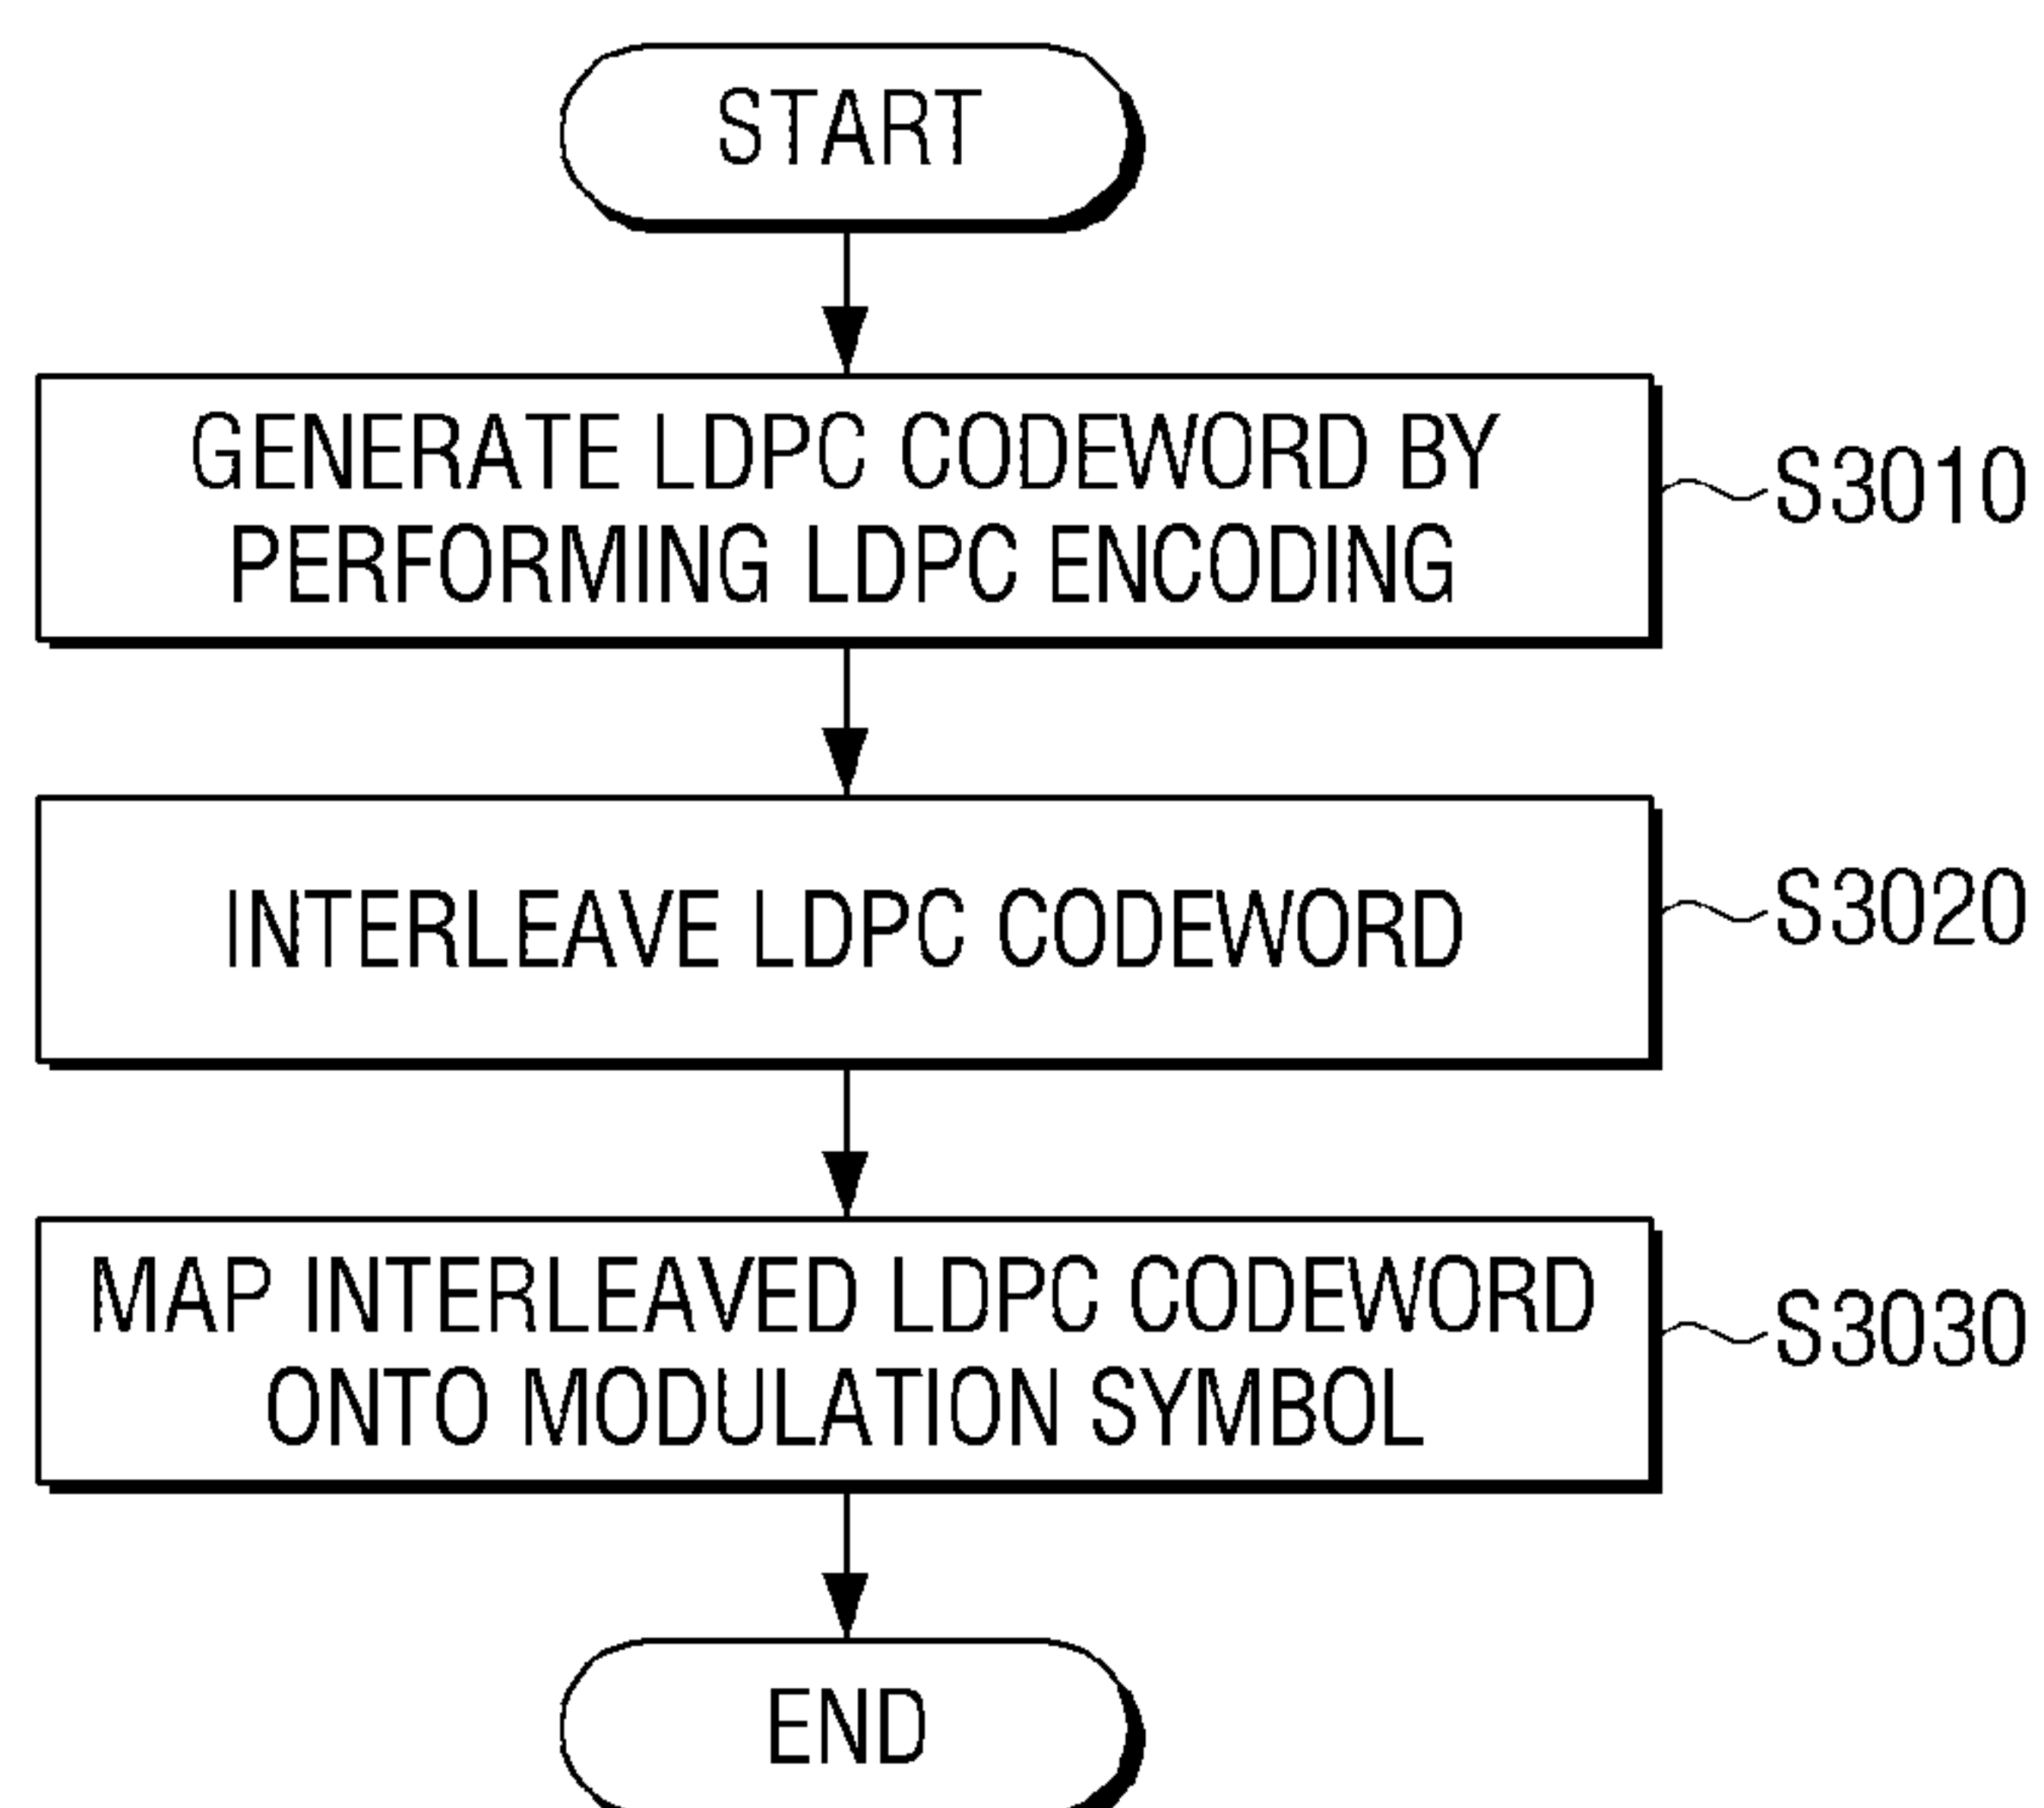 START
GENERATE LDPC CODEWORD BY
PERFORMING LDPC ENCODING
S3010
INTERLEAVE LDPC CODEWORD
S3020
MAP INTERLEAVED LDPC CODEWORD
ONTO MODULATION SYMBOL
S3030
END